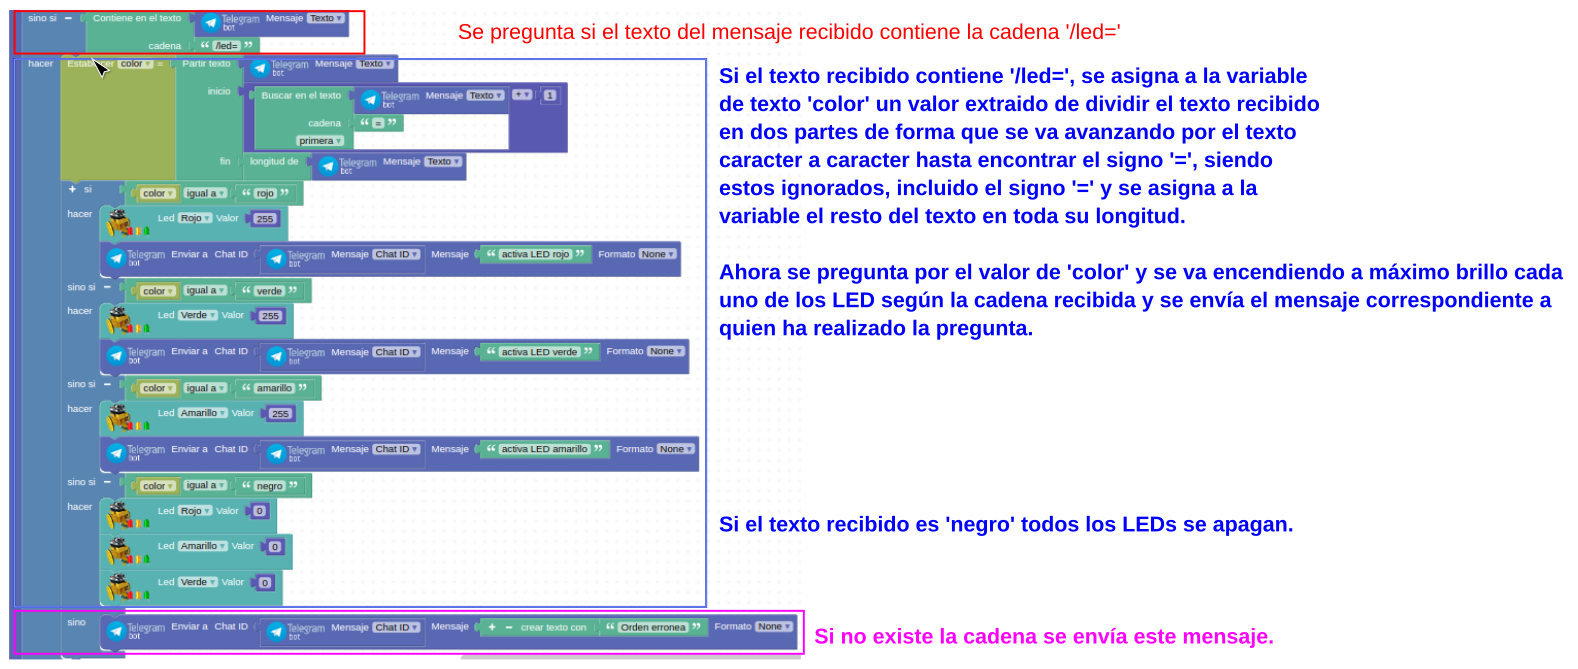 sino si − Contiene en el texto Telegram bot Mensaje Texto
cadena “ /led= ”
Se pregunta si el texto del mensaje recibido contiene la cadena '/led='
hacer color = Partir texto Telegram bot Mensaje Texto
inicio Buscar en el texto Telegram bot Mensaje Texto + 1
cadena “ = ”
primera
fin longitud de Telegram bot Mensaje Texto
Si el texto recibido contiene '/led=', se asigna a la variable
de texto 'color' un valor extraido de dividir el texto recibido
en dos partes de forma que se va avanzando por el texto
caracter a caracter hasta encontrar el signo '=', siendo
estos ignorados, incluido el signo '=' y se asigna a la
variable el resto del texto en toda su longitud.
+ si color igual a “ rojo ”
hacer Led Rojo Valor 255
Telegram bot Enviar a Chat ID Telegram bot Mensaje Chat ID Mensaje “ activa LED rojo ” Formato None
Ahora se pregunta por el valor de 'color' y se va encendiendo a máximo brillo cada
uno de los LED según la cadena recibida y se envía el mensaje correspondiente a
quien ha realizado la pregunta.
sino si − color igual a “ verde ”
hacer Led Verde Valor 255
Telegram bot Enviar a Chat ID Telegram bot Mensaje Chat ID Mensaje “ activa LED verde ” Formato None
sino si − color igual a “ amarillo ”
hacer Led Amarillo Valor 255
Telegram bot Enviar a Chat ID Telegram bot Mensaje Chat ID Mensaje “ activa LED amarillo ” Formato None
sino si − color igual a “ negro ”
hacer Led Rojo Valor 0
Led Amarillo Valor 0
Led Verde Valor 0
Si el texto recibido es 'negro' todos los LEDs se apagan.
sino Telegram bot Enviar a Chat ID Telegram bot Mensaje Chat ID Mensaje + − crear texto con “ Orden erronea ” Formato None
Si no existe la cadena se envía este mensaje.